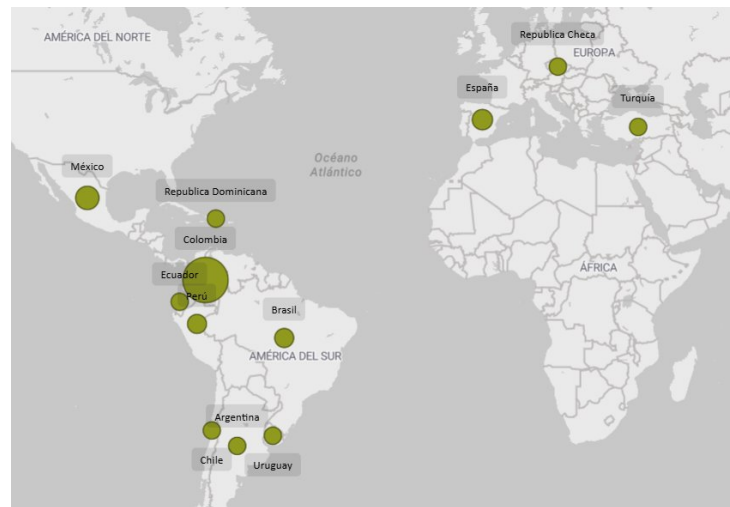 AMÉRICA DEL NORTE
Republica Checa
EUROPA
España
Turquía
Océano
Atlántico
México
Republica Dominicana
Colombia
Ecuador
Perú
ÁFRICA
Brasil
AMÉRICA DEL SUR
Argentina
Chile
Uruguay